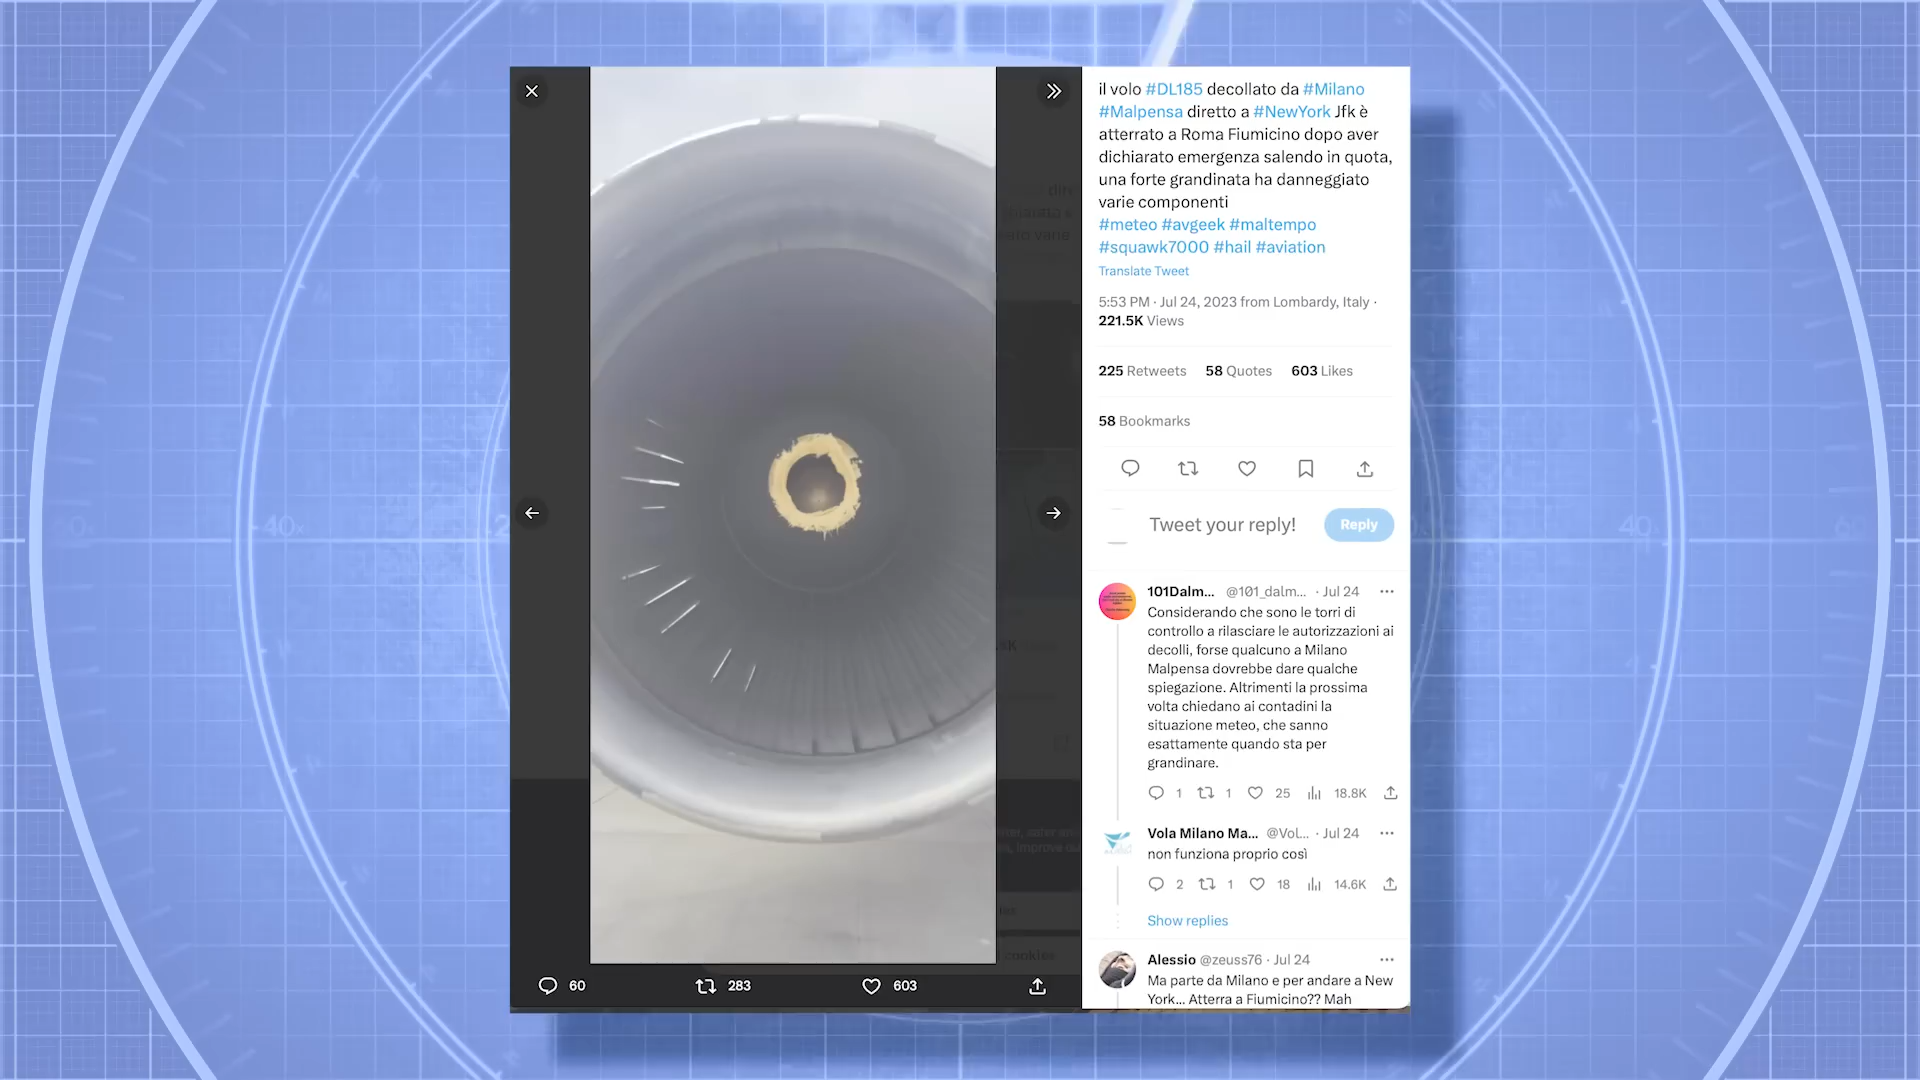 il volo #DL185 decollato da #Milano
#Malpensa diretto a #NewYork Jfk è
atterrato a Roma Fiumicino dopo aver
dichiarato emergenza salendo in quota,
una forte grandinata ha danneggiato
varie componenti
#meteo #avgeek #maltempo
#squawk7000 #hail #aviation
Translate Tweet
5:53 PM · Jul 24, 2023 from Lombardy, Italy ·
221.5K Views
225 Retweets 58 Quotes 603 Likes
58 Bookmarks
Tweet your reply! Reply
101Dalm... @101_dalm... · Jul 24
Considerando che sono le torri di
controllo a rilasciare le autorizzazioni ai
decolli, forse qualcuno a Milano
Malpensa dovrebbe dare qualche
spiegazione. Altrimenti la prossima
volta chiedano ai contadini la
situazione meteo, che sanno
esattamente quando sta per
grandinare.
1 1 25 18.8K
Vola Milano Ma... @Vol... · Jul 24
non funziona proprio così
2 1 18 14.6K
Show replies
Alessio @zeuss76 · Jul 24
Ma parte da Milano e per andare a New
York... Atterra a Fiumicino?? Mah
60 283 603
40x
40